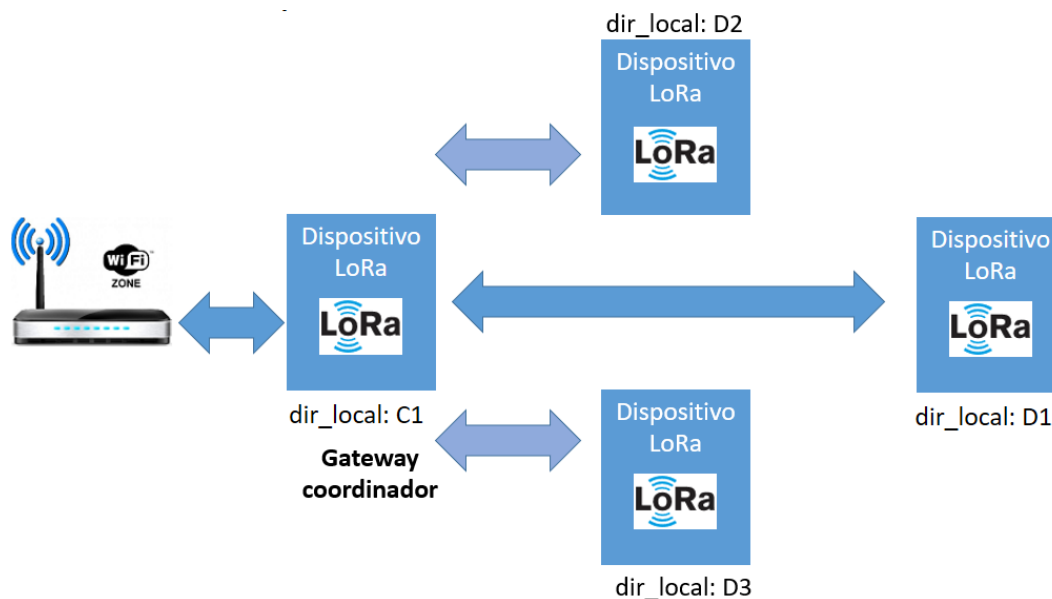 dir_local: D2
Dispositivo
LoRa
LoRa
WiFi
ZONE
Dispositivo
LoRa
LoRa
dir_local: C1
Gateway
coordinador
Dispositivo
LoRa
LoRa
dir_local: D1
Dispositivo
LoRa
LoRa
dir_local: D3